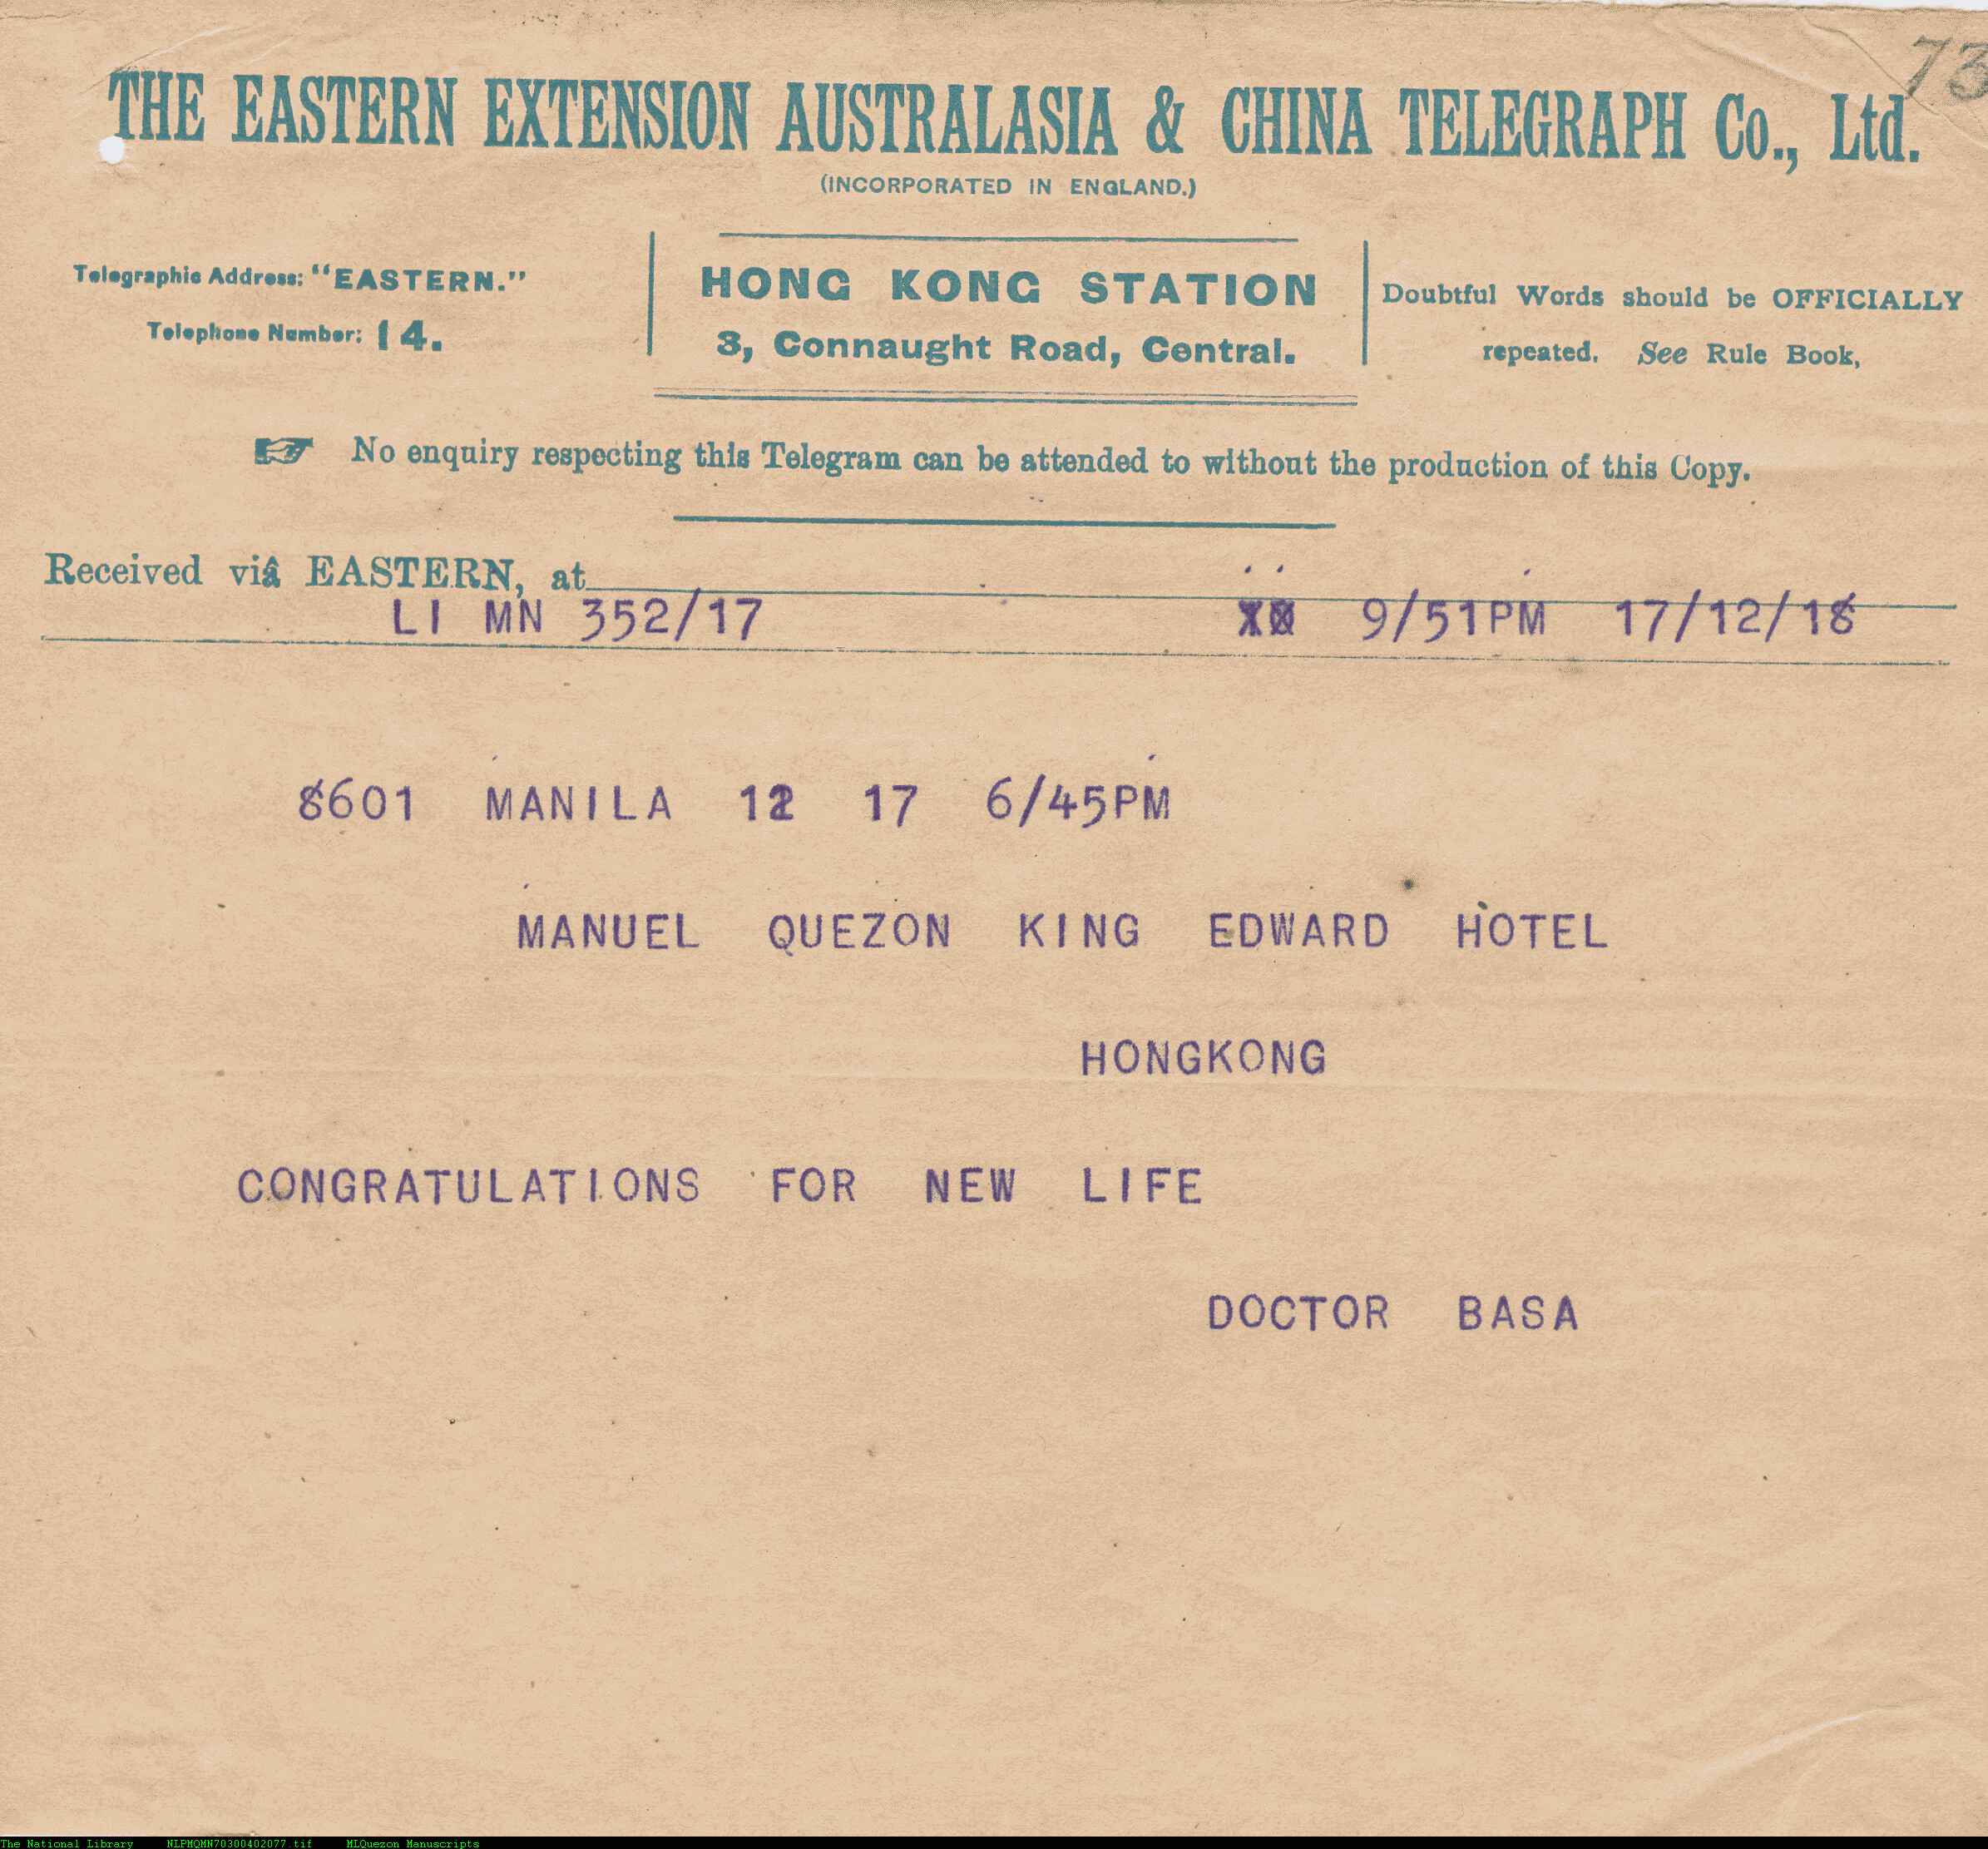 73
THE EASTERN EXTENSION AUSTRALASIA & CHINA TELEGRAPH Co., Ltd.
(INCORPORATED IN ENGLAND.)
Telegraphic Address: "EASTERN."
Telephone Number: 14.
HONG KONG STATION
3, Connaught Road, Central.
Doubtful Words should be OFFICIALLY
repeated. See Rule Book,
☞ No enquiry respecting this Telegram can be attended to without the production of this Copy.
Received viâ EASTERN, at
LI MN 352/17 9/51PM 17/12/18
8601 MANILA 12 17 6/45PM
MANUEL QUEZON KING EDWARD HOTEL
HONGKONG
CONGRATULATIONS FOR NEW LIFE
DOCTOR BASA
The National Library NLPMQMN70300402077.tif MLQuezon Manuscripts